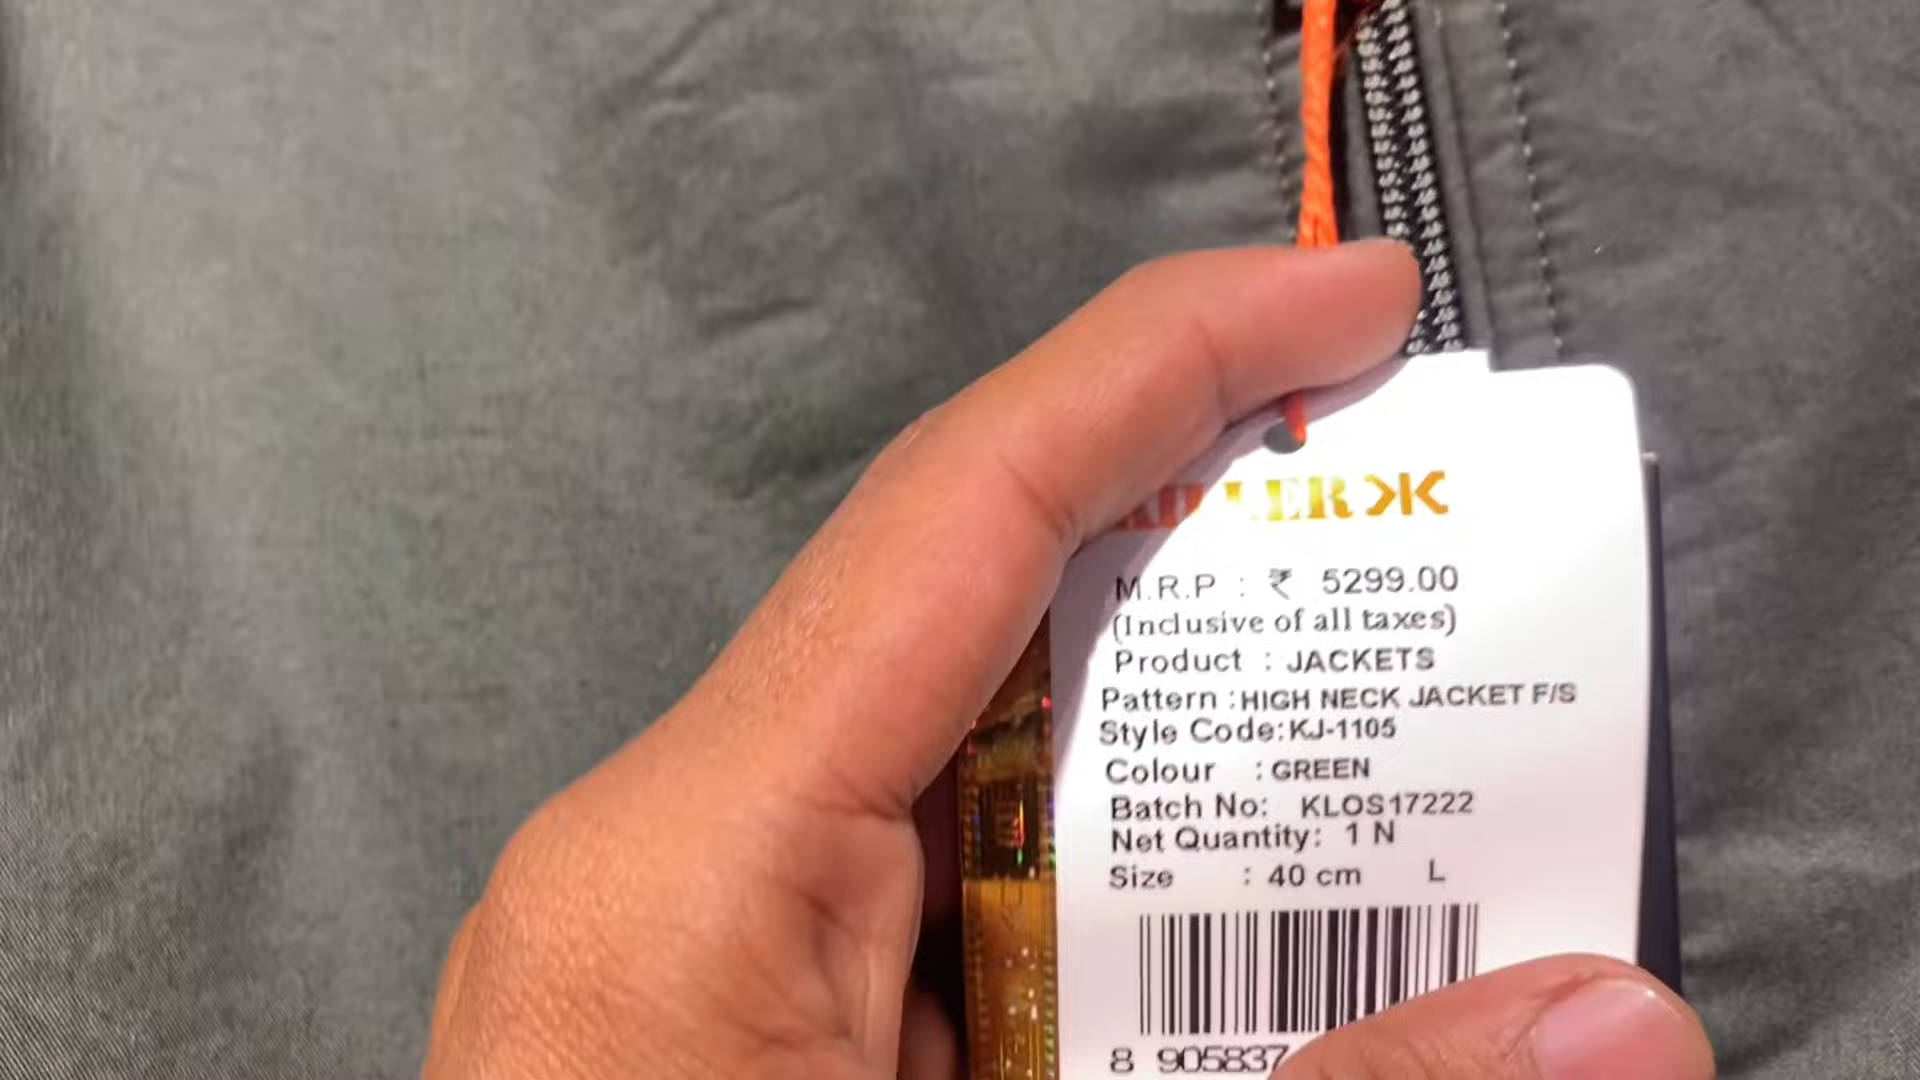 KILLER
M.R.P : ₹ 5299.00
(Inclusive of all taxes)
Product : JACKETS
Pattern : HIGH NECK JACKET F/S
Style Code: KJ-1105
Colour : GREEN
Batch No: KLOS17222
Net Quantity: 1 N
Size : 40 cm L
8 905837